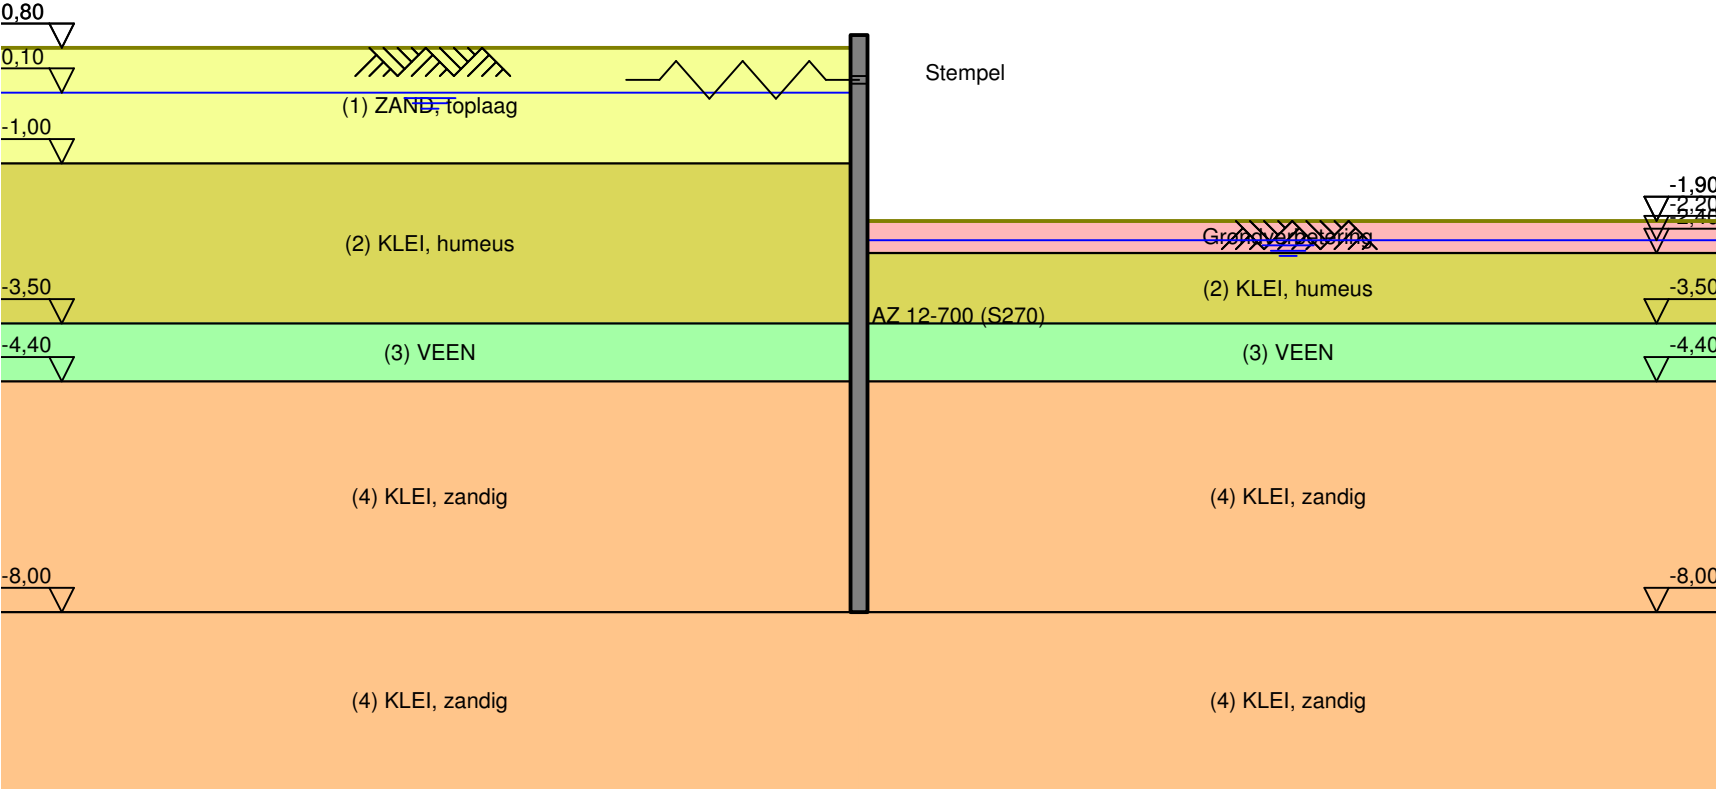 0,80
0,10
(1) ZAND, toplaag
Stempel
-1,00
-1,90
-2,20
Grondverbetering
(2) KLEI, humeus
-3,50
(2) KLEI, humeus
-3,50
AZ 12-700 (S270)
-4,40
(3) VEEN
(3) VEEN
-4,40
(4) KLEI, zandig
(4) KLEI, zandig
-8,00
-8,00
(4) KLEI, zandig
(4) KLEI, zandig